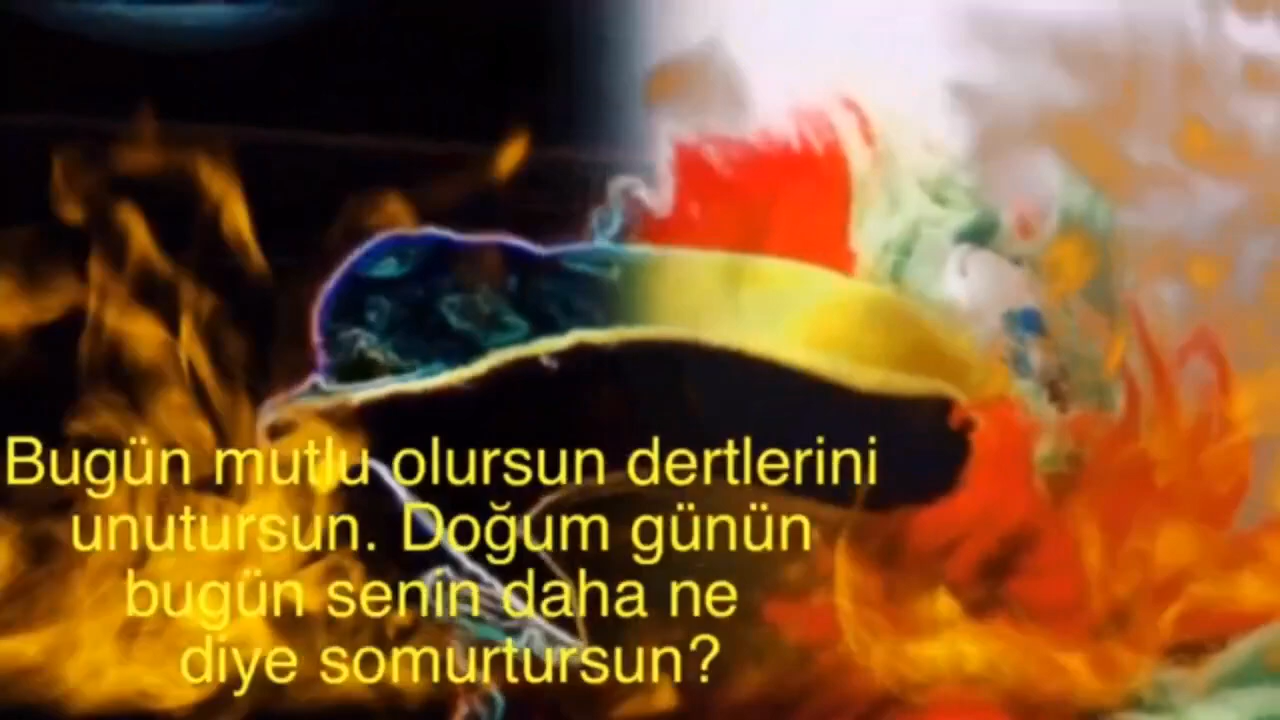 Bugün mutlu olursun dertlerini
unutursun. Doğum günün
bugün senin daha ne
diye somurtursun?